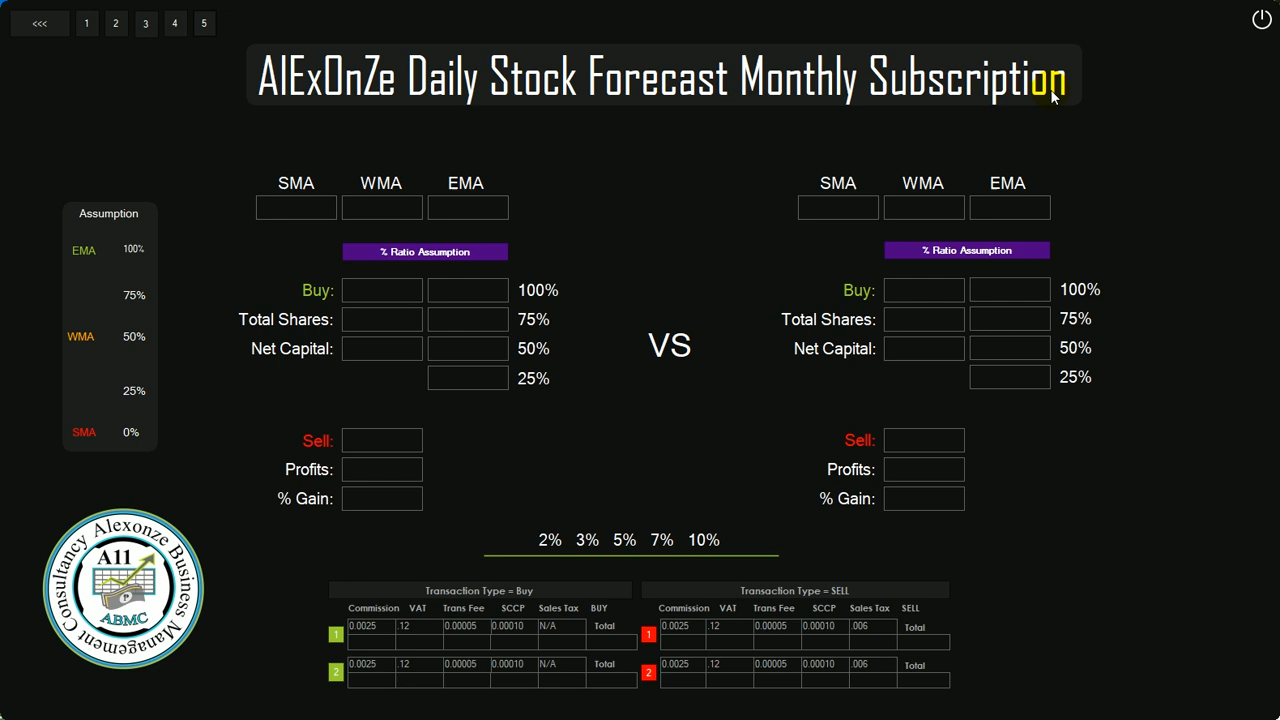 <<< 1 2 3 4 5
AlExOnZe Daily Stock Forecast Monthly Subscription
SMA WMA EMA SMA WMA EMA
Assumption
EMA 100%
75%
WMA 50%
25%
SMA 0%
% Ratio Assumption % Ratio Assumption
Buy: 100% Buy: 100%
Total Shares: 75% Total Shares: 75%
Net Capital: 50% Net Capital: 50%
25% 25%
VS
Sell: Sell:
Profits: Profits:
% Gain: % Gain:
2% 3% 5% 7% 10%
Alexonze Business Management Consultancy
A11
ABMC
Transaction Type = Buy Transaction Type = SELL
Commission VAT Trans Fee SCCP Sales Tax BUY Commission VAT Trans Fee SCCP Sales Tax SELL
1 0.0025 .12 0.00005 0.00010 N/A Total 1 0.0025 .12 0.00005 0.00010 .006 Total
2 0.0025 .12 0.00005 0.00010 N/A Total 2 0.0025 .12 0.00005 0.00010 .006 Total